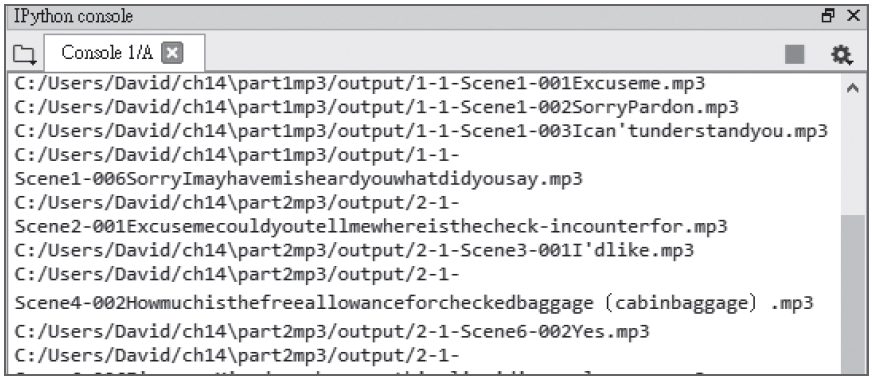 IPython console
Console 1/A
C:/Users/David/ch14\part1mp3/output/1-1-Scene1-001Excuseme.mp3
C:/Users/David/ch14\part1mp3/output/1-1-Scene1-002SorryPardon.mp3
C:/Users/David/ch14\part1mp3/output/1-1-Scene1-003Ican'tunderstandyou.mp3
C:/Users/David/ch14\part1mp3/output/1-1-
Scene1-006SorryImayhavemisheardyouwhatdidyousay.mp3
C:/Users/David/ch14\part2mp3/output/2-1-
Scene2-001Excusemecouldyoutellmewhereisthecheck-incounterfor.mp3
C:/Users/David/ch14\part2mp3/output/2-1-Scene3-001I'dlike.mp3
C:/Users/David/ch14\part2mp3/output/2-1-
Scene4-002Howmuchisthefreeallowanceforcheckedbaggage（cabinbaggage）.mp3
C:/Users/David/ch14\part2mp3/output/2-1-Scene6-002Yes.mp3
C:/Users/David/ch14\part2mp3/output/2-1-